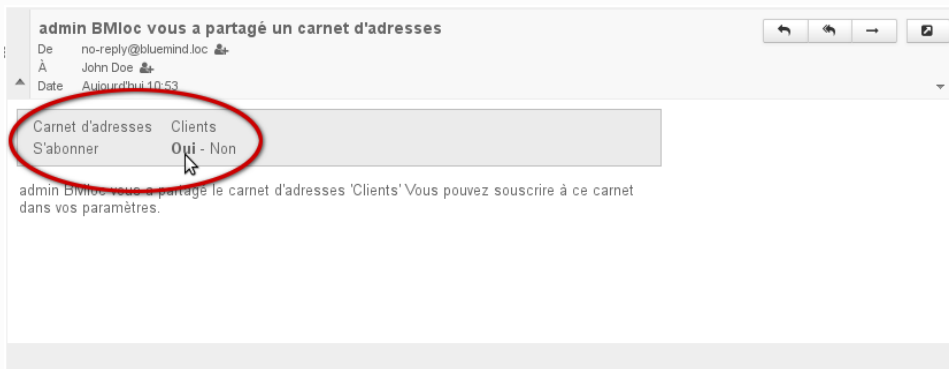 admin BMloc vous a partagé un carnet d'adresses
De no-reply@bluemind.loc
À John Doe
Date Aujourd'hui 10:53
Carnet d'adresses Clients
S'abonner Oui - Non
admin BMloc vous a partagé le carnet d'adresses 'Clients' Vous pouvez souscrire à ce carnet
dans vos paramètres.